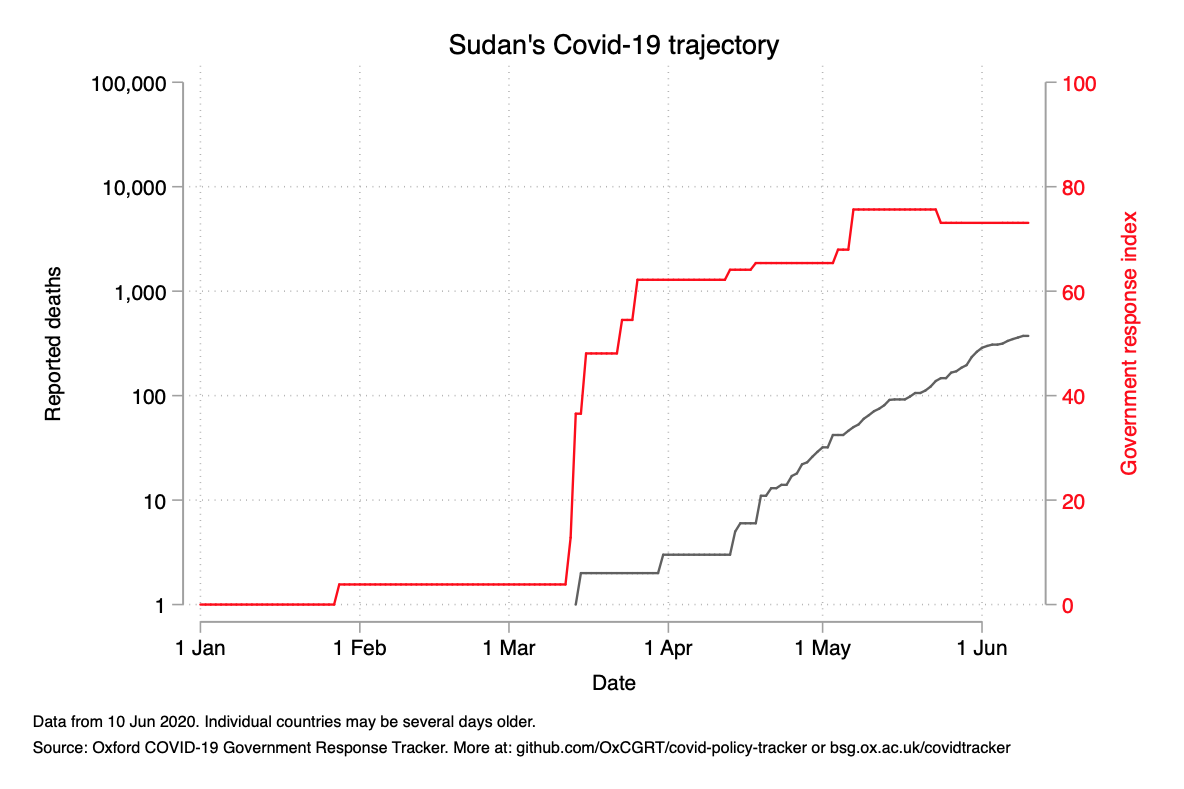 Sudan's Covid-19 trajectory
100,000
10,000
1,000
100
10
1
Reported deaths
100
80
60
40
20
0
Government response index
1 Jan 1 Feb 1 Mar 1 Apr 1 May 1 Jun
Date
Data from 10 Jun 2020. Individual countries may be several days older.
Source: Oxford COVID-19 Government Response Tracker. More at: github.com/OxCGRT/covid-policy-tracker or bsg.ox.ac.uk/covidtracker